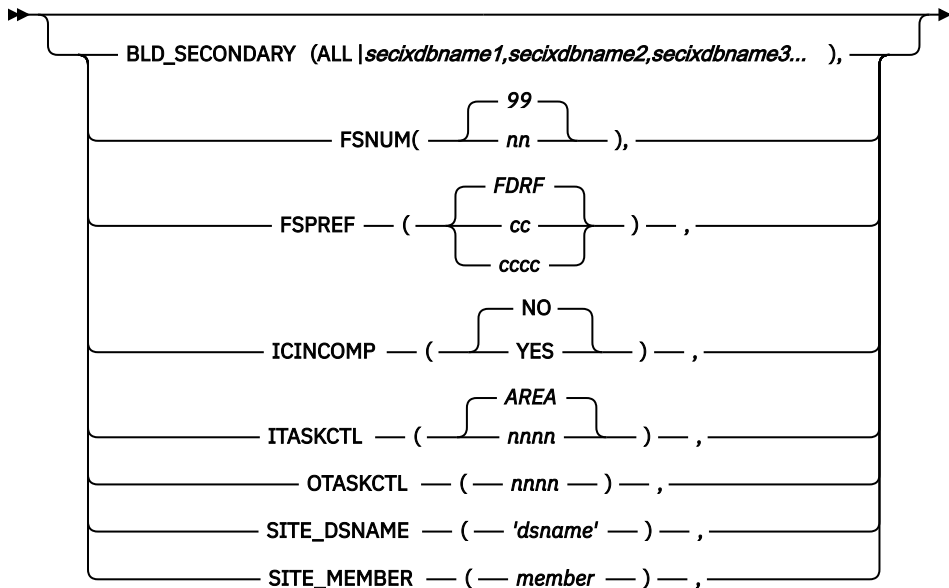 BLD_SECONDARY (ALL |secixdbname1,secixdbname2,secixdbname3... ),
99
FSNUM( nn ),
FDRF
FSPREF ( cc ) ,
cccc
NO
ICINCOMP ( YES ) ,
AREA
ITASKCTL ( nnnn ) ,
OTASKCTL ( nnnn ) ,
SITE_DSNAME ( 'dsname' ) ,
SITE_MEMBER ( member ) ,